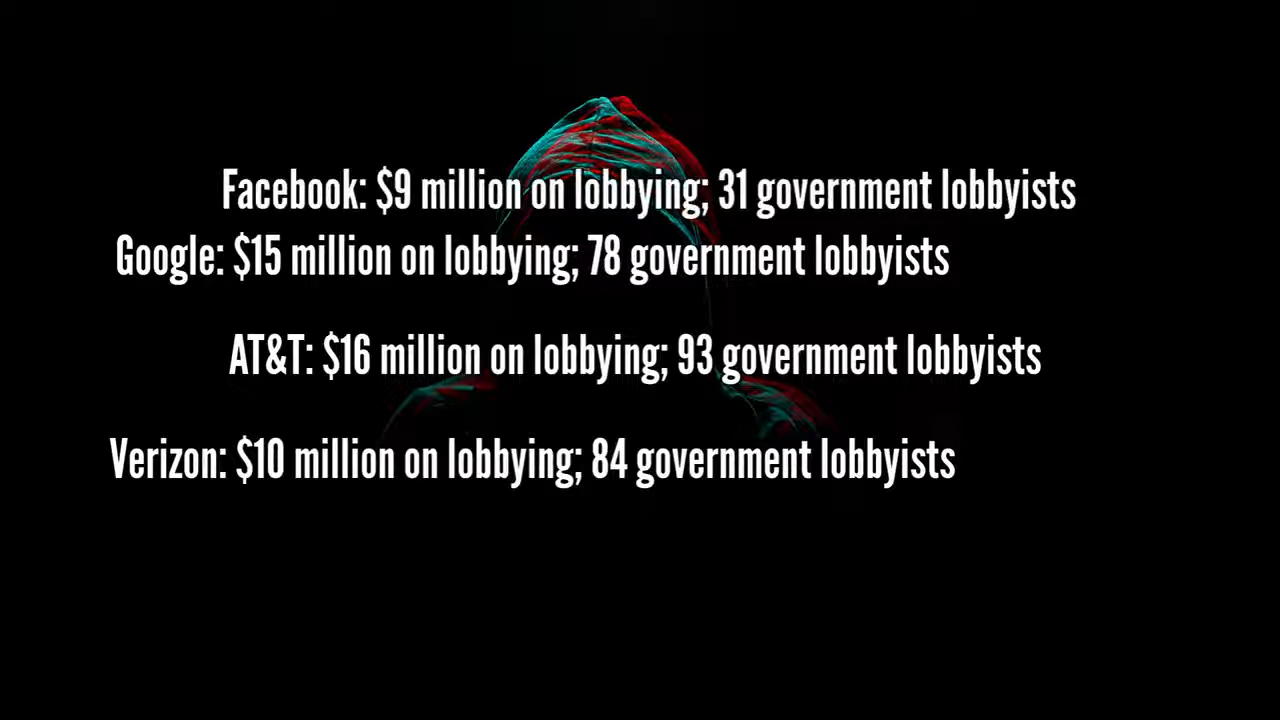 Facebook: $9 million on lobbying; 31 government lobbyists
Google: $15 million on lobbying; 78 government lobbyists
AT&T: $16 million on lobbying; 93 government lobbyists
Verizon: $10 million on lobbying; 84 government lobbyists